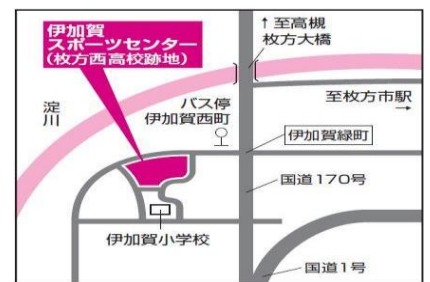 伊加賀
スポーツセンター
(枚方西高校跡地)
↑至高槻
枚方大橋
淀川
バス停
伊加賀西町
至枚方市駅
→
伊加賀緑町
国道170号
伊加賀小学校
国道1号